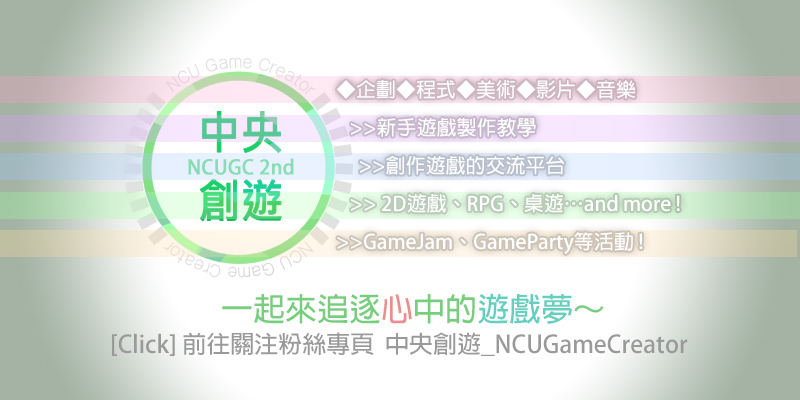 NCU Game Creator
中央
NCUGC 2nd
創遊
NCU Game Creator
◆企劃◆程式◆美術◆影片◆音樂
>>新手遊戲製作教學
>>創作遊戲的交流平台
>> 2D遊戲、RPG、桌遊…and more!
>>GameJam、GameParty等活動!
一起來追逐心中的遊戲夢～
[Click] 前往關注粉絲專頁 中央創遊_NCUGameCreator